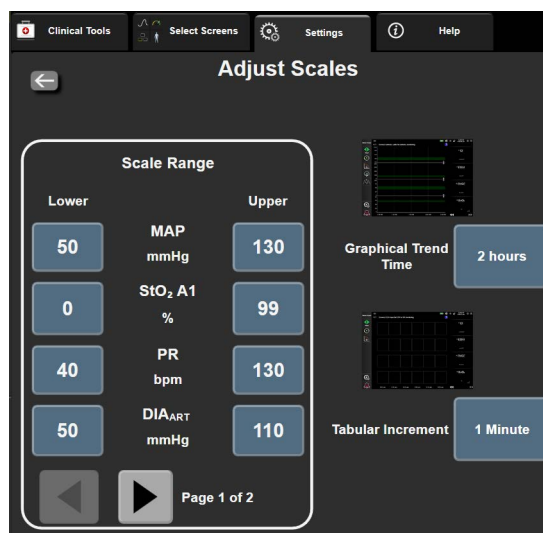 Clinical Tools
Select Screens
Settings
Help
Adjust Scales
Scale Range
Lower
Upper
50
MAP
mmHg
130
0
StO₂ A1
%
99
40
PR
bpm
130
50
DIAART
mmHg
110
Page 1 of 2
Graphical Trend
Time
2 hours
Tabular Increment
1 Minute